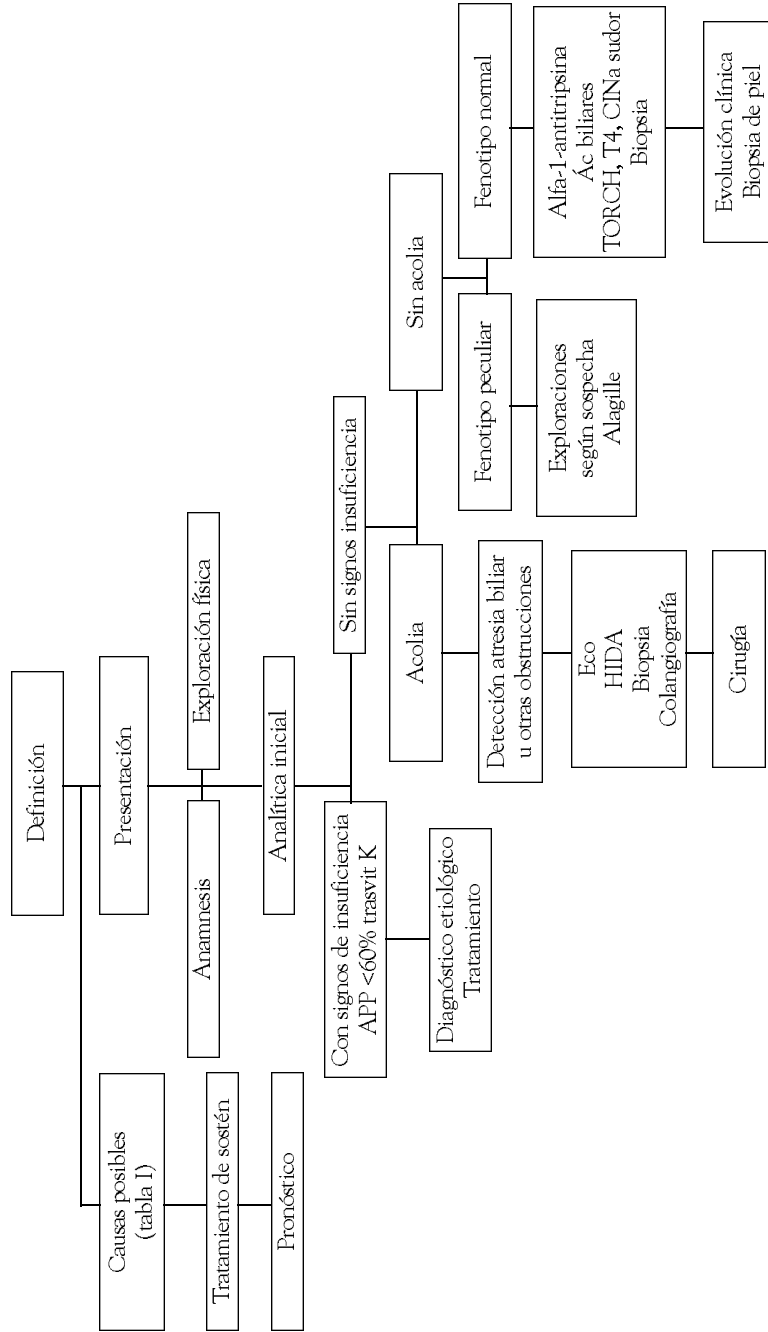 Definición
Causas posibles
(tabla I)
Presentación
Tratamiento de sostén
Anamnesis
Exploración física
Pronóstico
Analítica inicial
Con signos de insuficiencia
APP <60% trasvit K
Sin signos insuficiencia
Diagnóstico etiológico
Tratamiento
Acolia
Sin acolia
Detección atresia biliar
u otras obstrucciones
Fenotipo peculiar
Fenotipo normal
Eco
HIDA
Biopsia
Colangiografía
Exploraciones
según sospecha
Alagille
Alfa-1-antitripsina
Ác biliares
TORCH, T4, ClNa sudor
Biopsia
Cirugía
Evolución clínica
Biopsia de piel